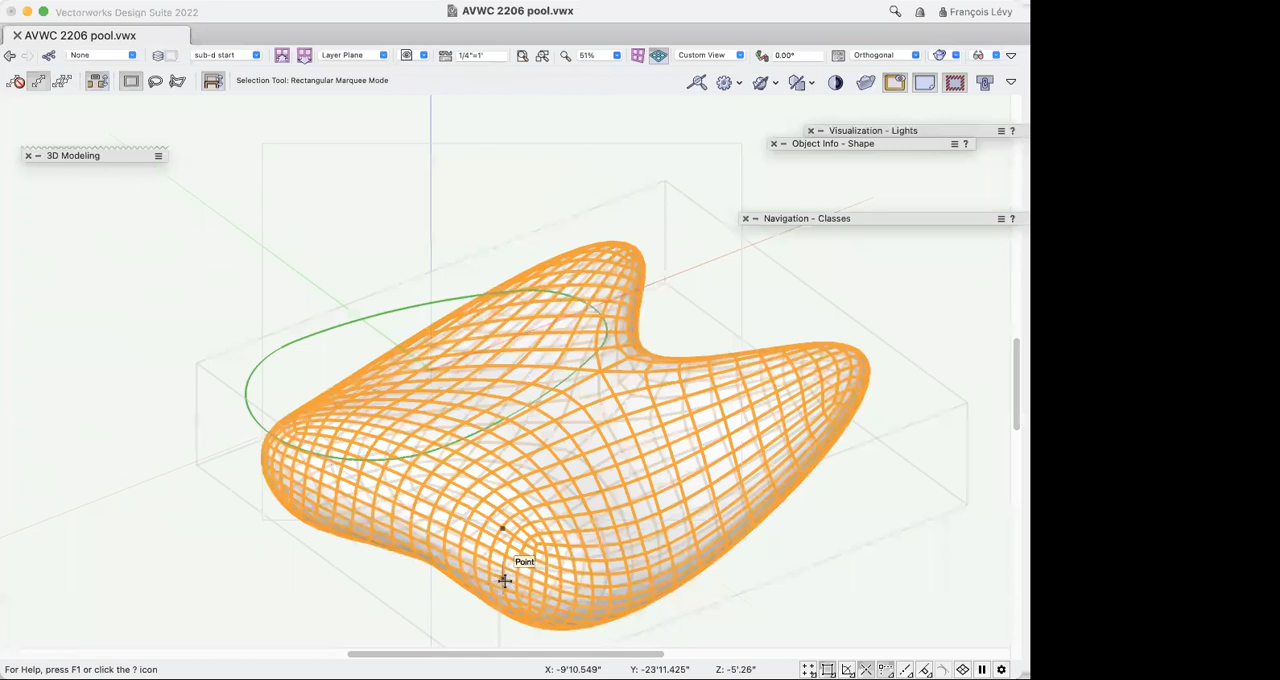 Vectorworks Design Suite 2022
AVWC 2206 pool.vwx
François Lévy
AVWC 2206 pool.vwx
None
sub-d start
Layer Plane
1/4"=1'
51%
Custom View
0.00°
Orthogonal
Selection Tool: Rectangular Marquee Mode
Visualization - Lights
Object Info - Shape
3D Modeling
Navigation - Classes
Point
For Help, press F1 or click the ? icon
X: -9'10.549"
Y: -23'11.425"
Z: -5'.26"